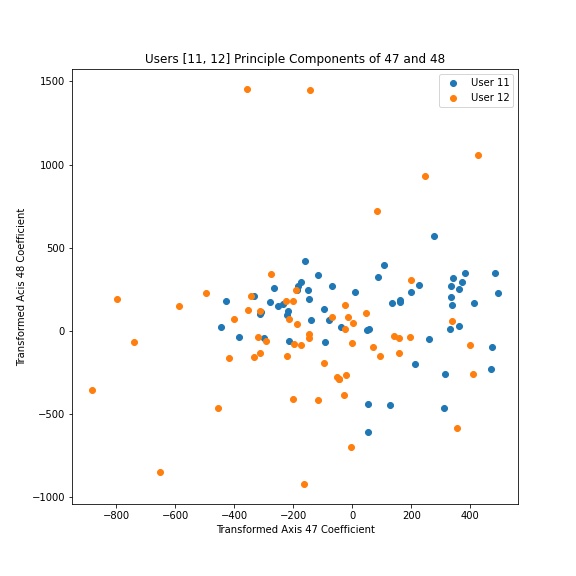 Users [11, 12] Principle Components of 47 and 48
User 11
User 12
1500
1000
500
0
−500
−1000
Transformed Acis 48 Coefficient
−800 −600 −400 −200 0 200 400
Transformed Axis 47 Coefficient